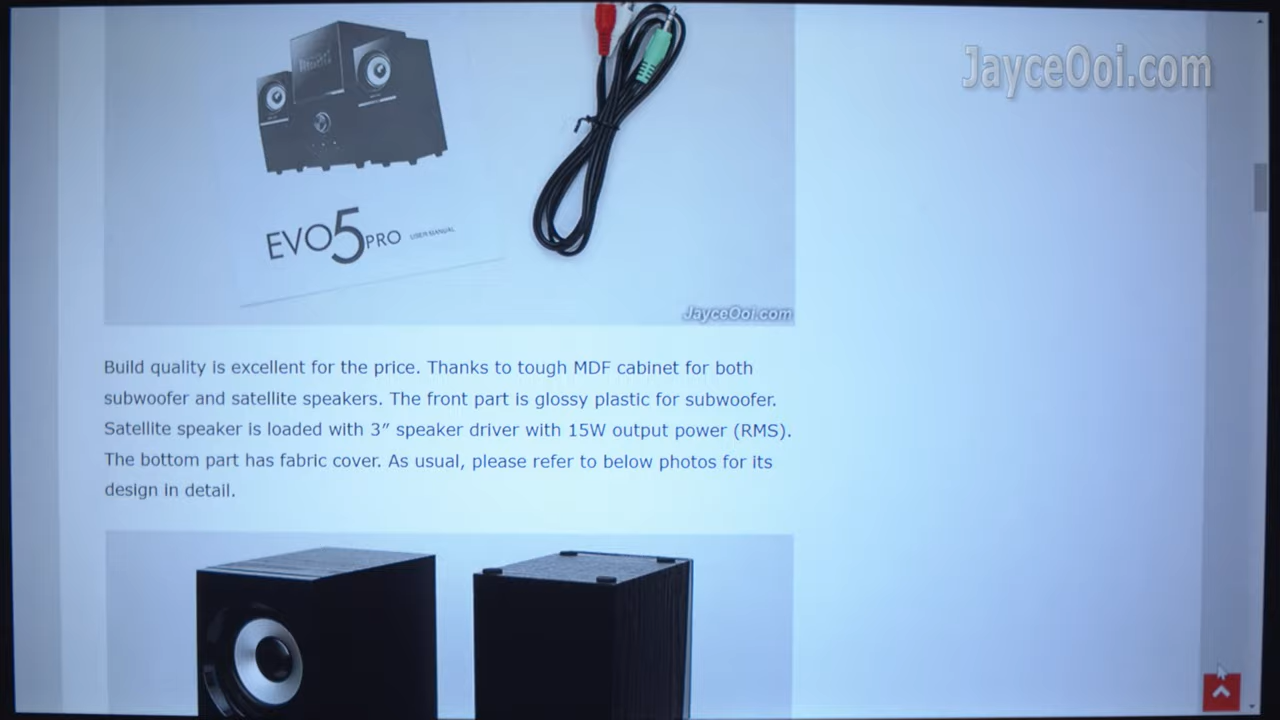 JayceOoi.com
EVO5PRO USER MANUAL
JayceOoi.com
Build quality is excellent for the price. Thanks to tough MDF cabinet for both
subwoofer and satellite speakers. The front part is glossy plastic for subwoofer.
Satellite speaker is loaded with 3″ speaker driver with 15W output power (RMS).
The bottom part has fabric cover. As usual, please refer to below photos for its
design in detail.